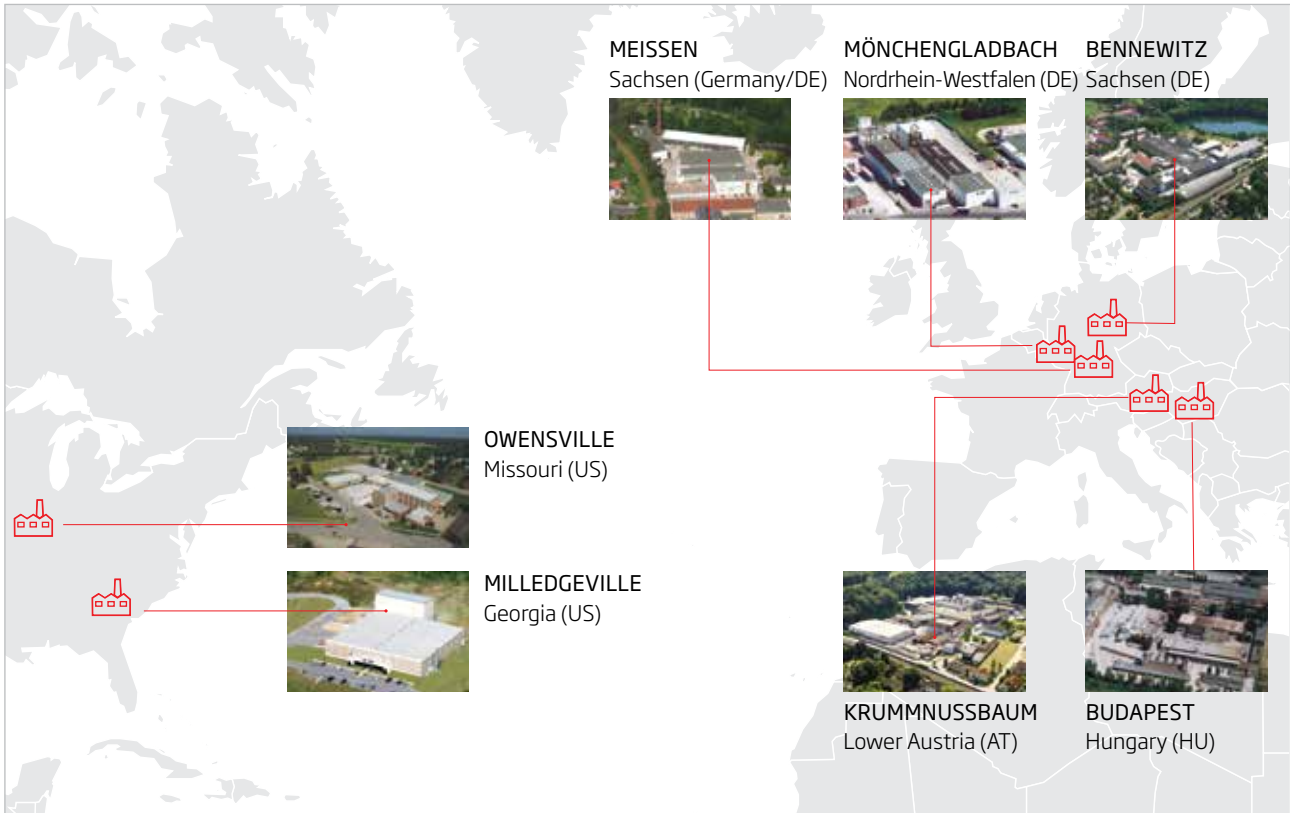 MEISSEN
Sachsen (Germany/DE)
MÖNCHENGLADBACH
Nordrhein-Westfalen (DE)
BENNEWITZ
Sachsen (DE)
OWENSVILLE
Missouri (US)
MILLEDGEVILLE
Georgia (US)
KRUMMNUSSBAUM
Lower Austria (AT)
BUDAPEST
Hungary (HU)